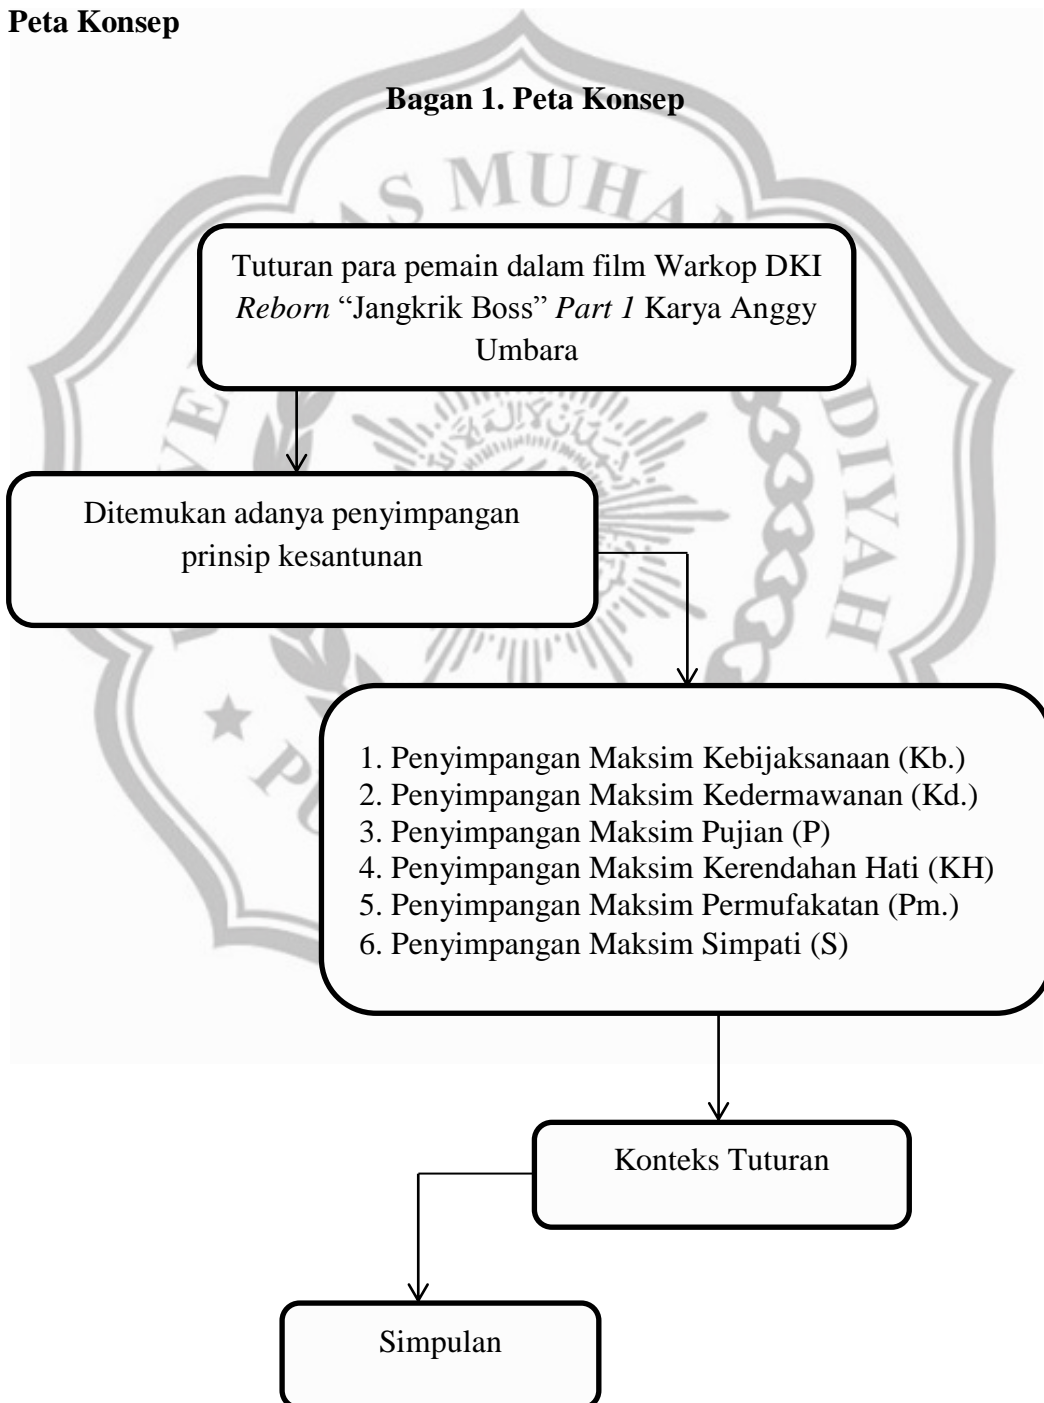 Peta Konsep
Bagan 1. Peta Konsep
AS MUHA
DIYAH
Tuturan para pemain dalam film Warkop DKI
Reborn “Jangkrik Boss” Part 1 Karya Anggy
Umbara
Ditemukan adanya penyimpangan
prinsip kesantunan
1. Penyimpangan Maksim Kebijaksanaan (Kb.)
2. Penyimpangan Maksim Kedermawanan (Kd.)
3. Penyimpangan Maksim Pujian (P)
4. Penyimpangan Maksim Kerendahan Hati (KH)
5. Penyimpangan Maksim Permufakatan (Pm.)
6. Penyimpangan Maksim Simpati (S)
Konteks Tuturan
Simpulan